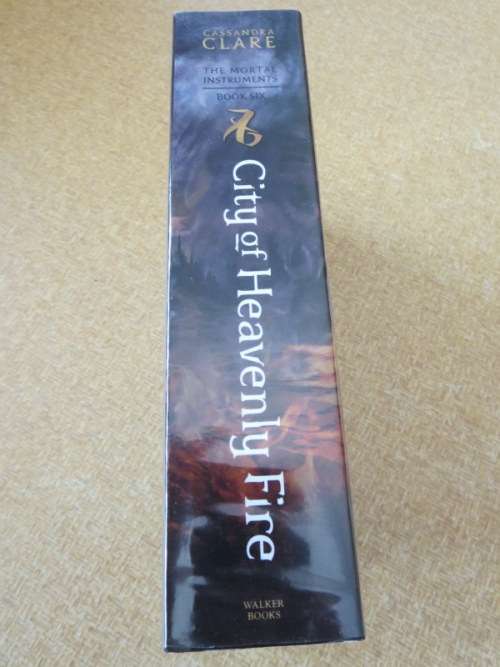 CASSANDRA
CLARE
THE MORTAL
INSTRUMENTS
BOOK SIX
City of Heavenly Fire
WALKER
BOOKS